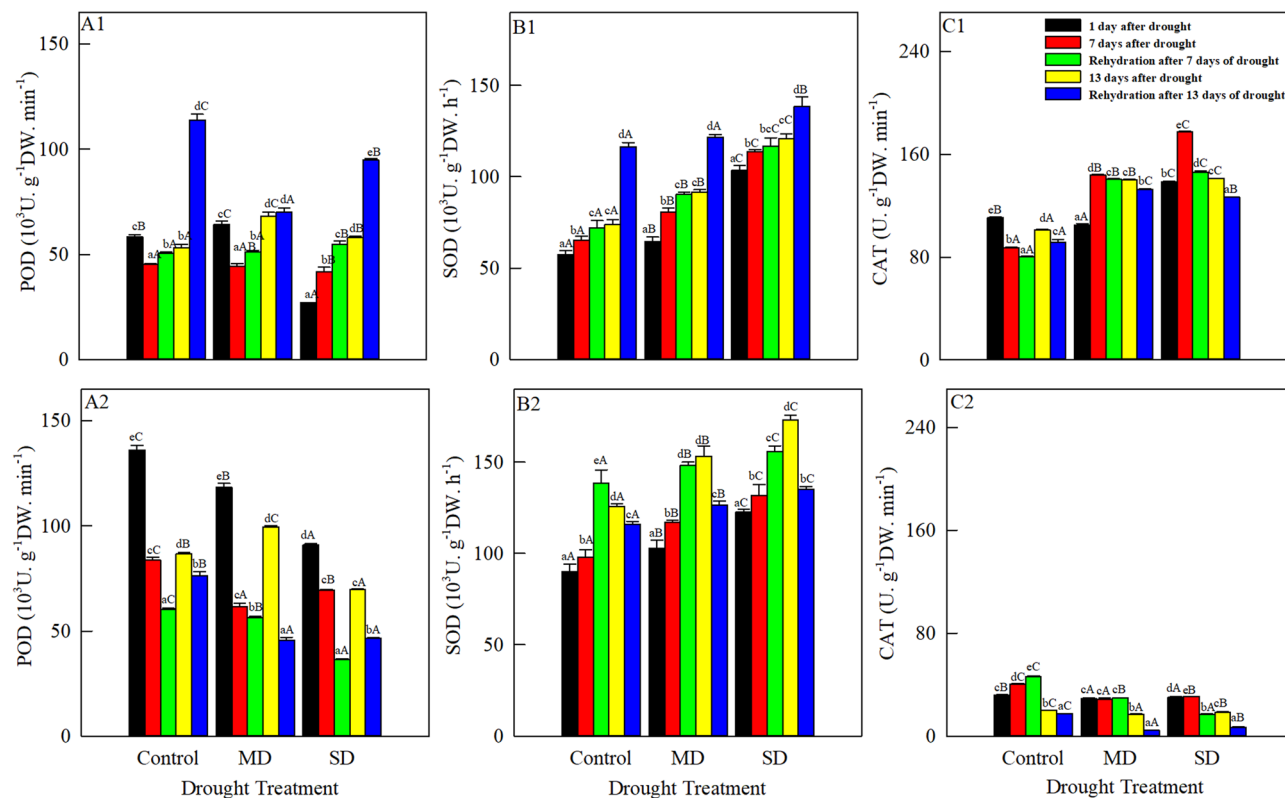 A1
150
100
50
0
POD (10³U. g⁻¹DW. min⁻¹)
cB aA bA bA dC
cC aAB bA dC dA
aA bB cB dB eB
B1
150
100
50
0
SOD (10³U. g⁻¹DW. h⁻¹)
aA bA cA cA dA
aB bB cB cB dA
aC bC bcC cC dB
C1
240
160
80
0
CAT (U. g⁻¹DW. min⁻¹)
1 day after drought
7 days after drought
Rehydration after 7 days of drought
13 days after drought
Rehydration after 13 days of drought
eB bA aA dA cA
aA dB cB cB bC
bC eC dC cC aB
A2
150
100
50
0
POD (10³U. g⁻¹DW. min⁻¹)
eC cC aC dB bB
eB cA bB dC aA
dA cB aA cA bA
Control MD SD
Drought Treatment
B2
150
100
50
0
SOD (10³U. g⁻¹DW. h⁻¹)
aA bA eA dA cA
aB bB dB dB cB
aC bC cC dC bC
Control MD SD
Drought Treatment
C2
240
160
80
0
CAT (U. g⁻¹DW. min⁻¹)
cB dC eC bC aC
cA cA cB bA aA
dA eB bA cB aB
Control MD SD
Drought Treatment